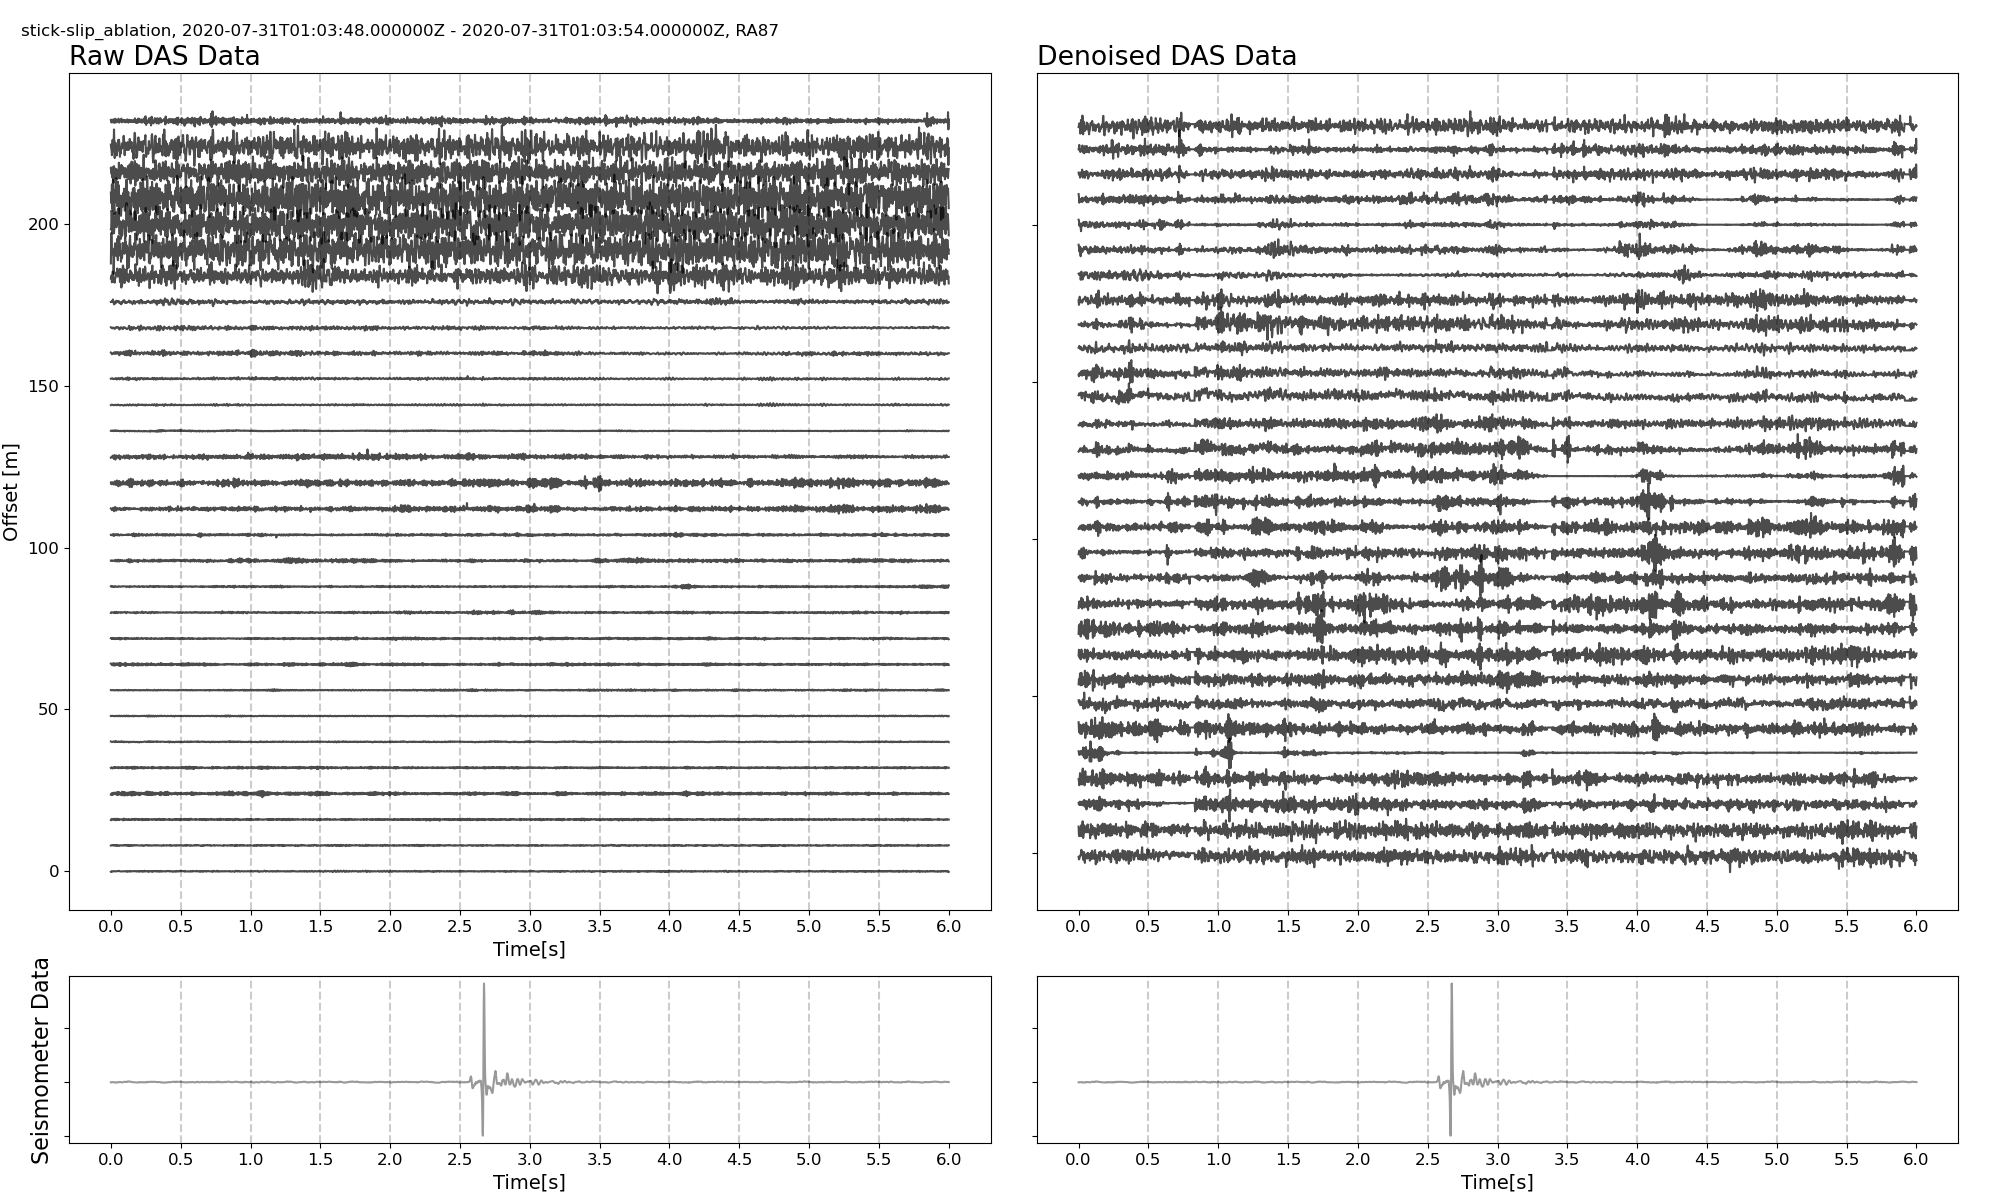 stick-slip_ablation, 2020-07-31T01:03:48.000000Z - 2020-07-31T01:03:54.000000Z, RA87
Raw DAS Data
Denoised DAS Data
Offset [m]
200
150
100
50
0
0.0 0.5 1.0 1.5 2.0 2.5 3.0 3.5 4.0 4.5 5.0 5.5 6.0
Time[s]
0.0 0.5 1.0 1.5 2.0 2.5 3.0 3.5 4.0 4.5 5.0 5.5 6.0
Seismometer Data
0.0 0.5 1.0 1.5 2.0 2.5 3.0 3.5 4.0 4.5 5.0 5.5 6.0
Time[s]
0.0 0.5 1.0 1.5 2.0 2.5 3.0 3.5 4.0 4.5 5.0 5.5 6.0
Time[s]